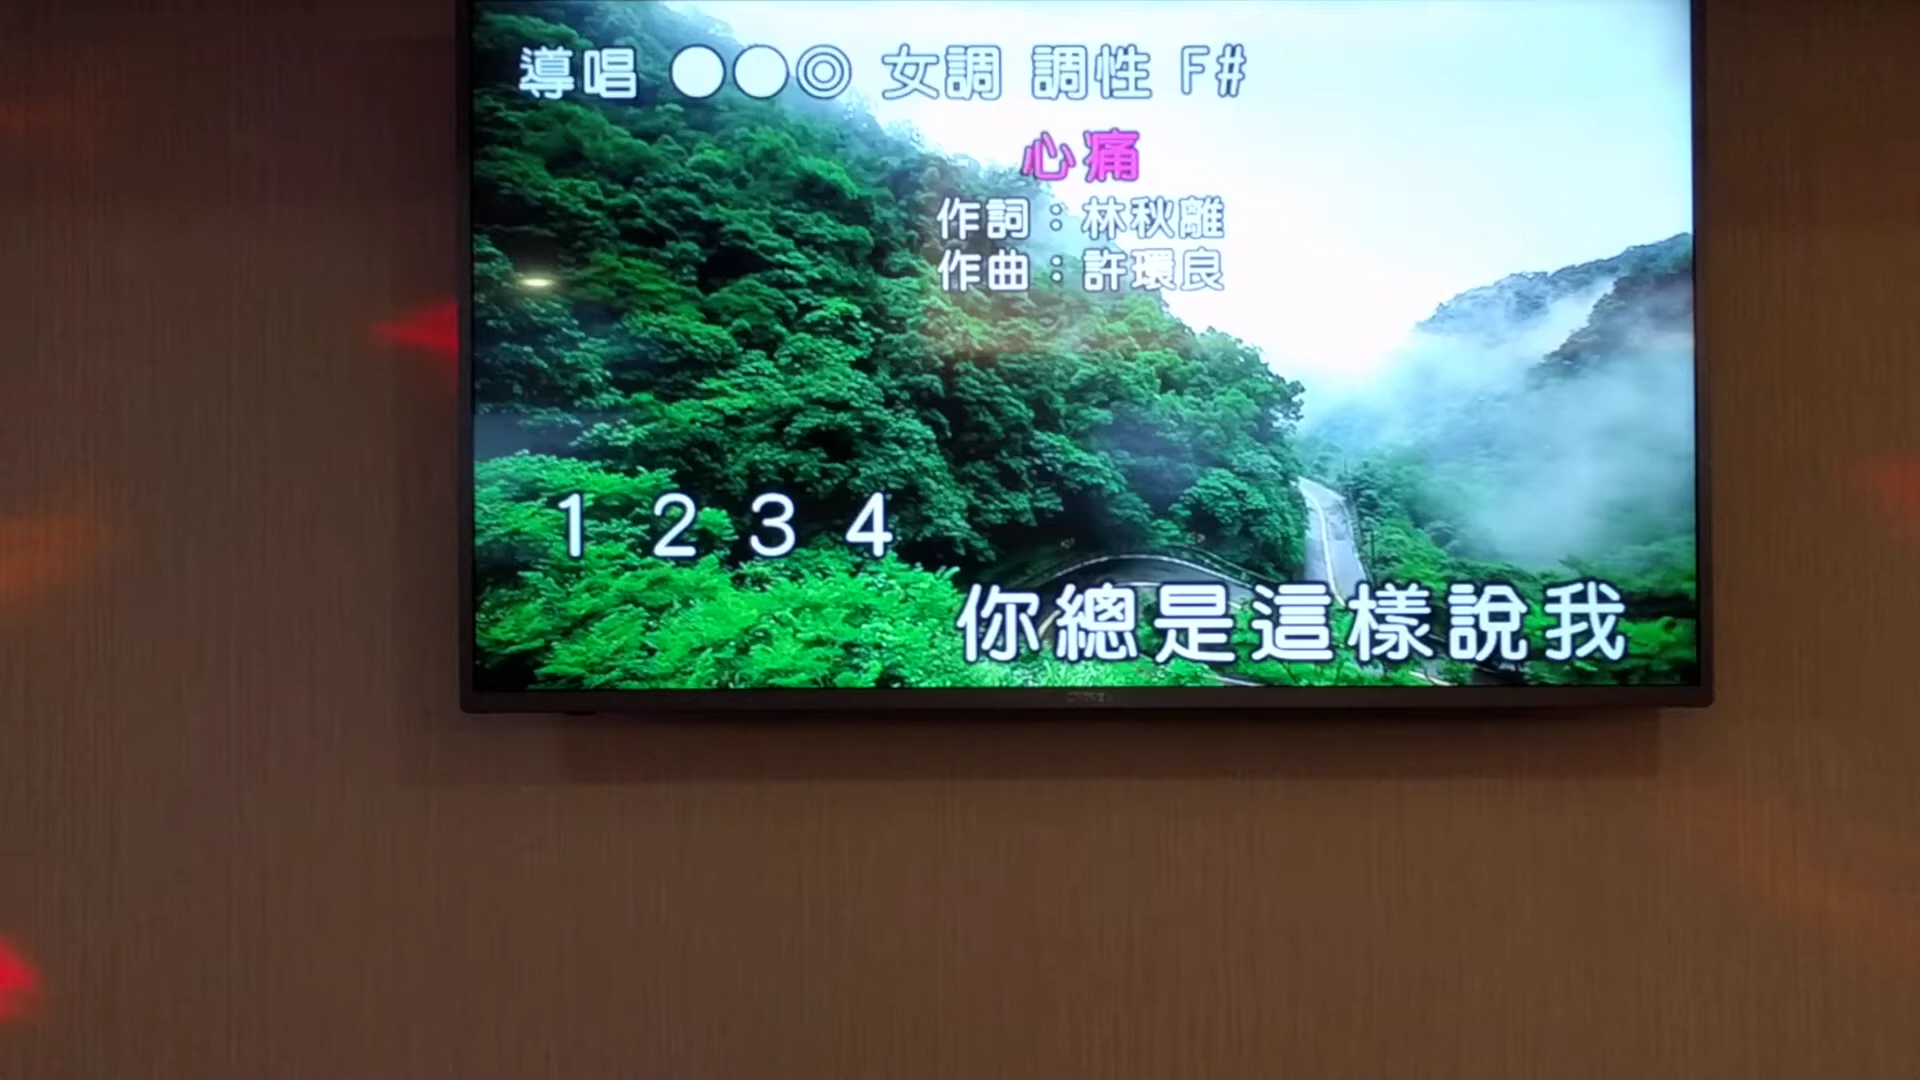 導唱 ●●◎ 女調 調性 F#
心痛
作詞：林秋離
作曲：許環良
1 2 3 4
你總是這樣說我